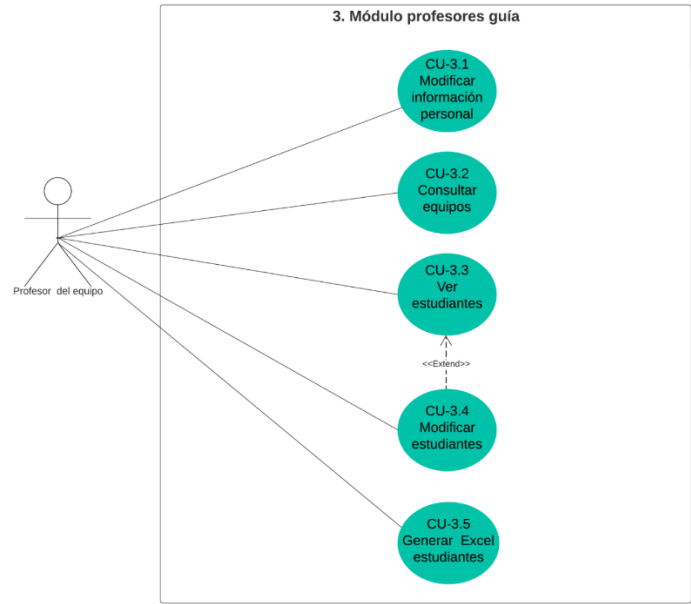 3. Módulo profesores guía
CU-3.1
Modificar
información
personal
CU-3.2
Consultar
equipos
CU-3.3
Ver
estudiantes
Profesor del equipo
<<Extend>>
CU-3.4
Modificar
estudiantes
CU-3.5
Generar Excel
estudiantes